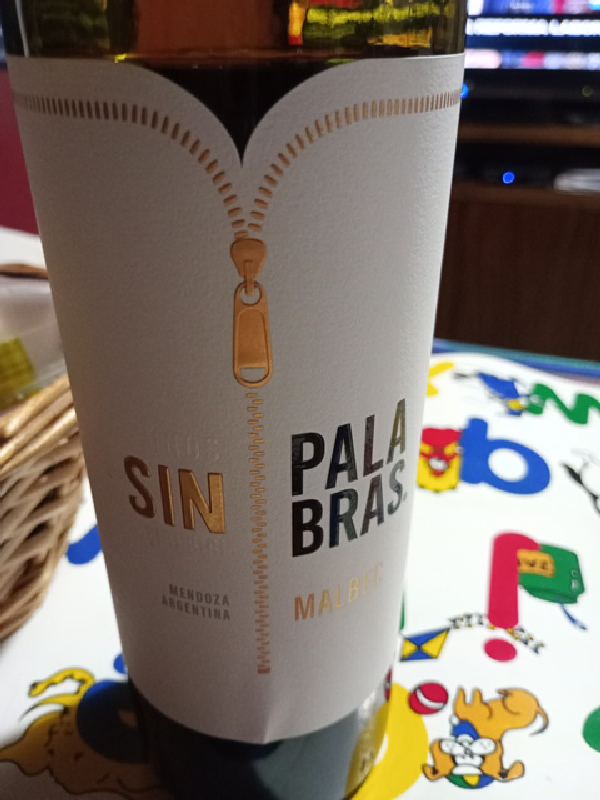 SIN
PALA
BRAS.
MENDOZA
ARGENTINA
MALBEC